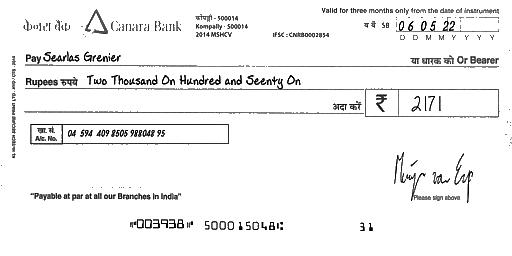 Valid for three months only from the date of instrument
केनरा बैंक Canara Bank
कोंपल्ली - 500014
Kompally - 500014
2014 MSHCV
IFSC : CNRB0002854
SB 06 05 22
D D M M Y Y Y Y
Pay Searlas Grenier
या धारक को Or Bearer
Rupees रुपये Two Thousand On Hundred and Seenty On
अदा करें ₹ 2171
खा. सं.
A/c. No. 04 594 409 8505 988048 95
Please sign above
"Payable at par at all our Branches in India"
⑈003938⑈ 500015048⑆ 31